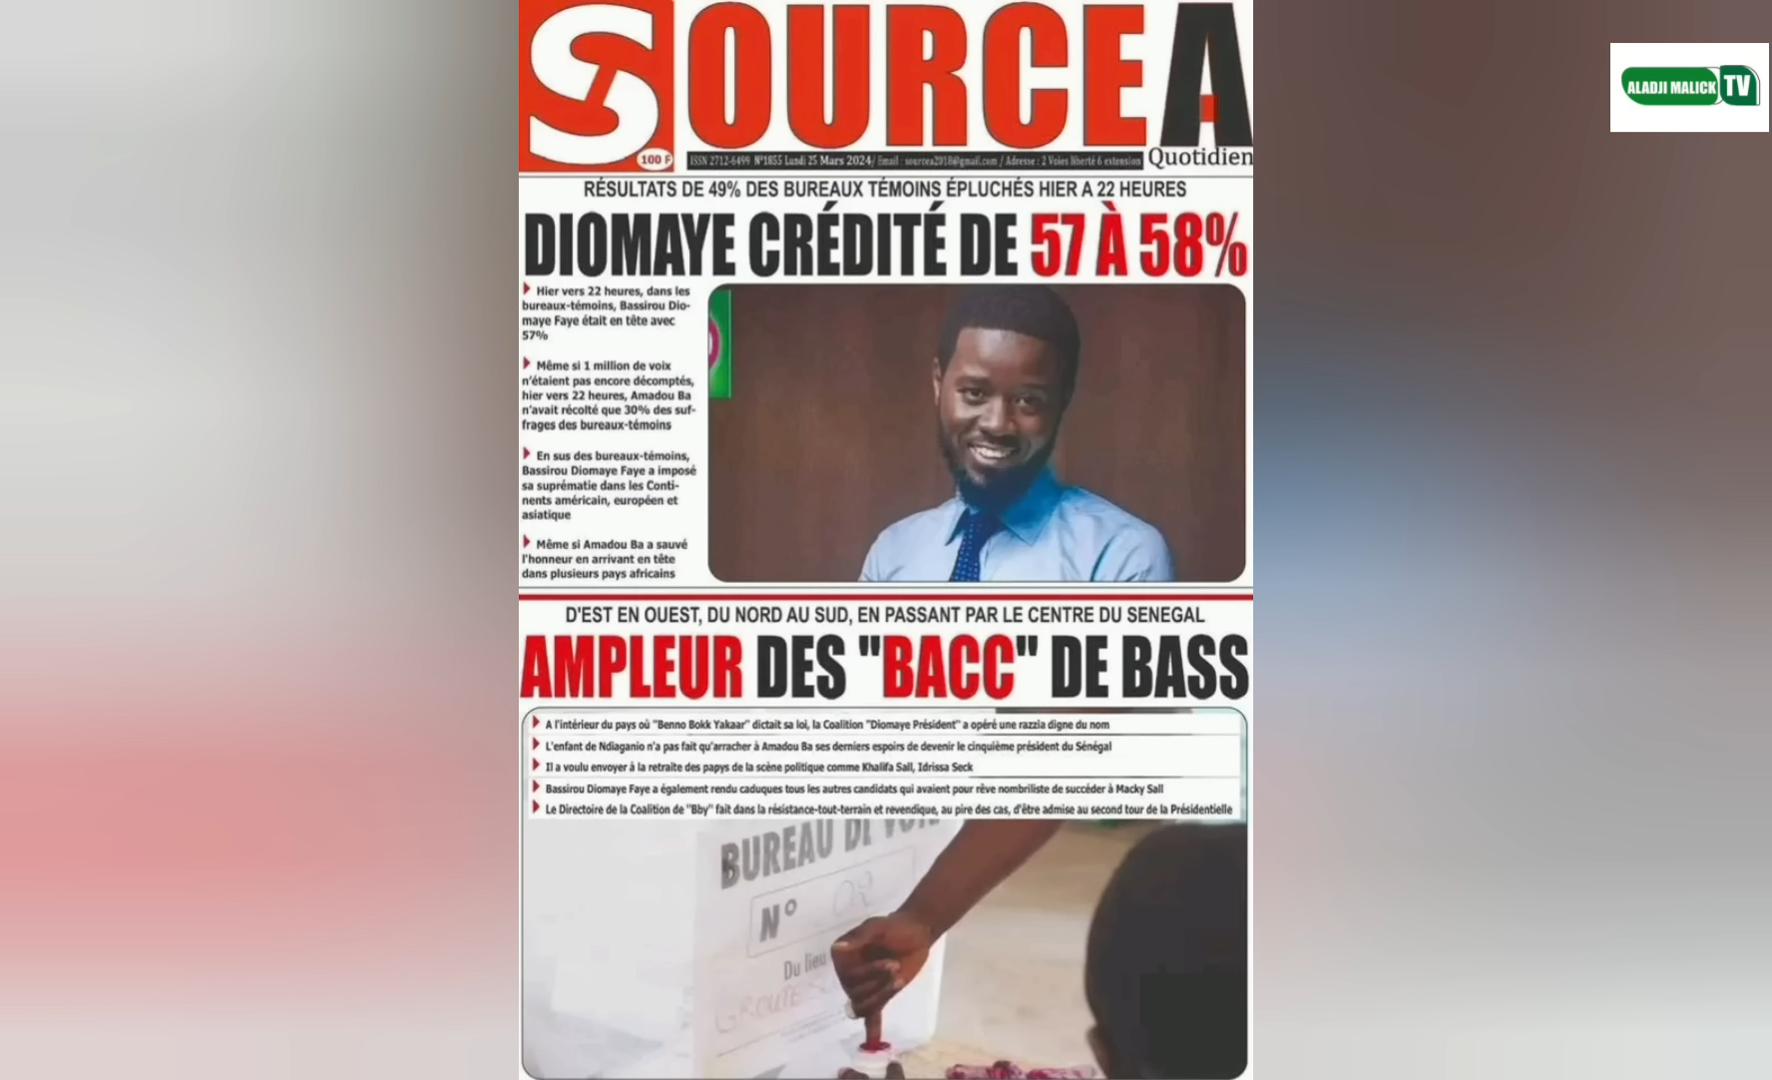 SOURCE A
100 F
ISSN 2712-6499 N°1855 Lundi 25 Mars 2024/ Email : sourcea2018@gmail.com / Adresse : 2 Voies liberté 6 extension
Quotidien
ALADJI MALICK TV
RÉSULTATS DE 49% DES BUREAUX TÉMOINS ÉPLUCHÉS HIER A 22 HEURES
DIOMAYE CRÉDITÉ DE 57 À 58%
Hier vers 22 heures, dans les
bureaux-témoins, Bassirou Dio-
maye Faye était en tête avec
57%
Même si 1 million de voix
n'étaient pas encore décomptés,
hier vers 22 heures, Amadou Ba
n'avait récolté que 30% des suf-
frages des bureaux-témoins
En sus des bureaux-témoins,
Bassirou Diomaye Faye a imposé
sa suprématie dans les Conti-
nents américain, européen et
asiatique
Même si Amadou Ba a sauvé
l'honneur en arrivant en tête
dans plusieurs pays africains
D'EST EN OUEST, DU NORD AU SUD, EN PASSANT PAR LE CENTRE DU SENEGAL
AMPLEUR DES "BACC" DE BASS
A l'intérieur du pays où "Benno Bokk Yakaar" dictait sa loi, la Coalition "Diomaye Président" a opéré une razzia digne du nom
L'enfant de Ndiaganio n'a pas fait qu'arracher à Amadou Ba ses derniers espoirs de devenir le cinquième président du Sénégal
Il a voulu envoyer à la retraite des papys de la scène politique comme Khalifa Sall, Idrissa Seck
Bassirou Diomaye Faye a également rendu caduques tous les autres candidats qui avaient pour rêve nombriliste de succéder à Macky Sall
Le Directoire de la Coalition de "Bby" fait dans la résistance-tout-terrain et revendique, au pire des cas, d'être admise au second tour de la Présidentielle
BUREAU DE VOTE
N° 02
Du lieu
GROUTE